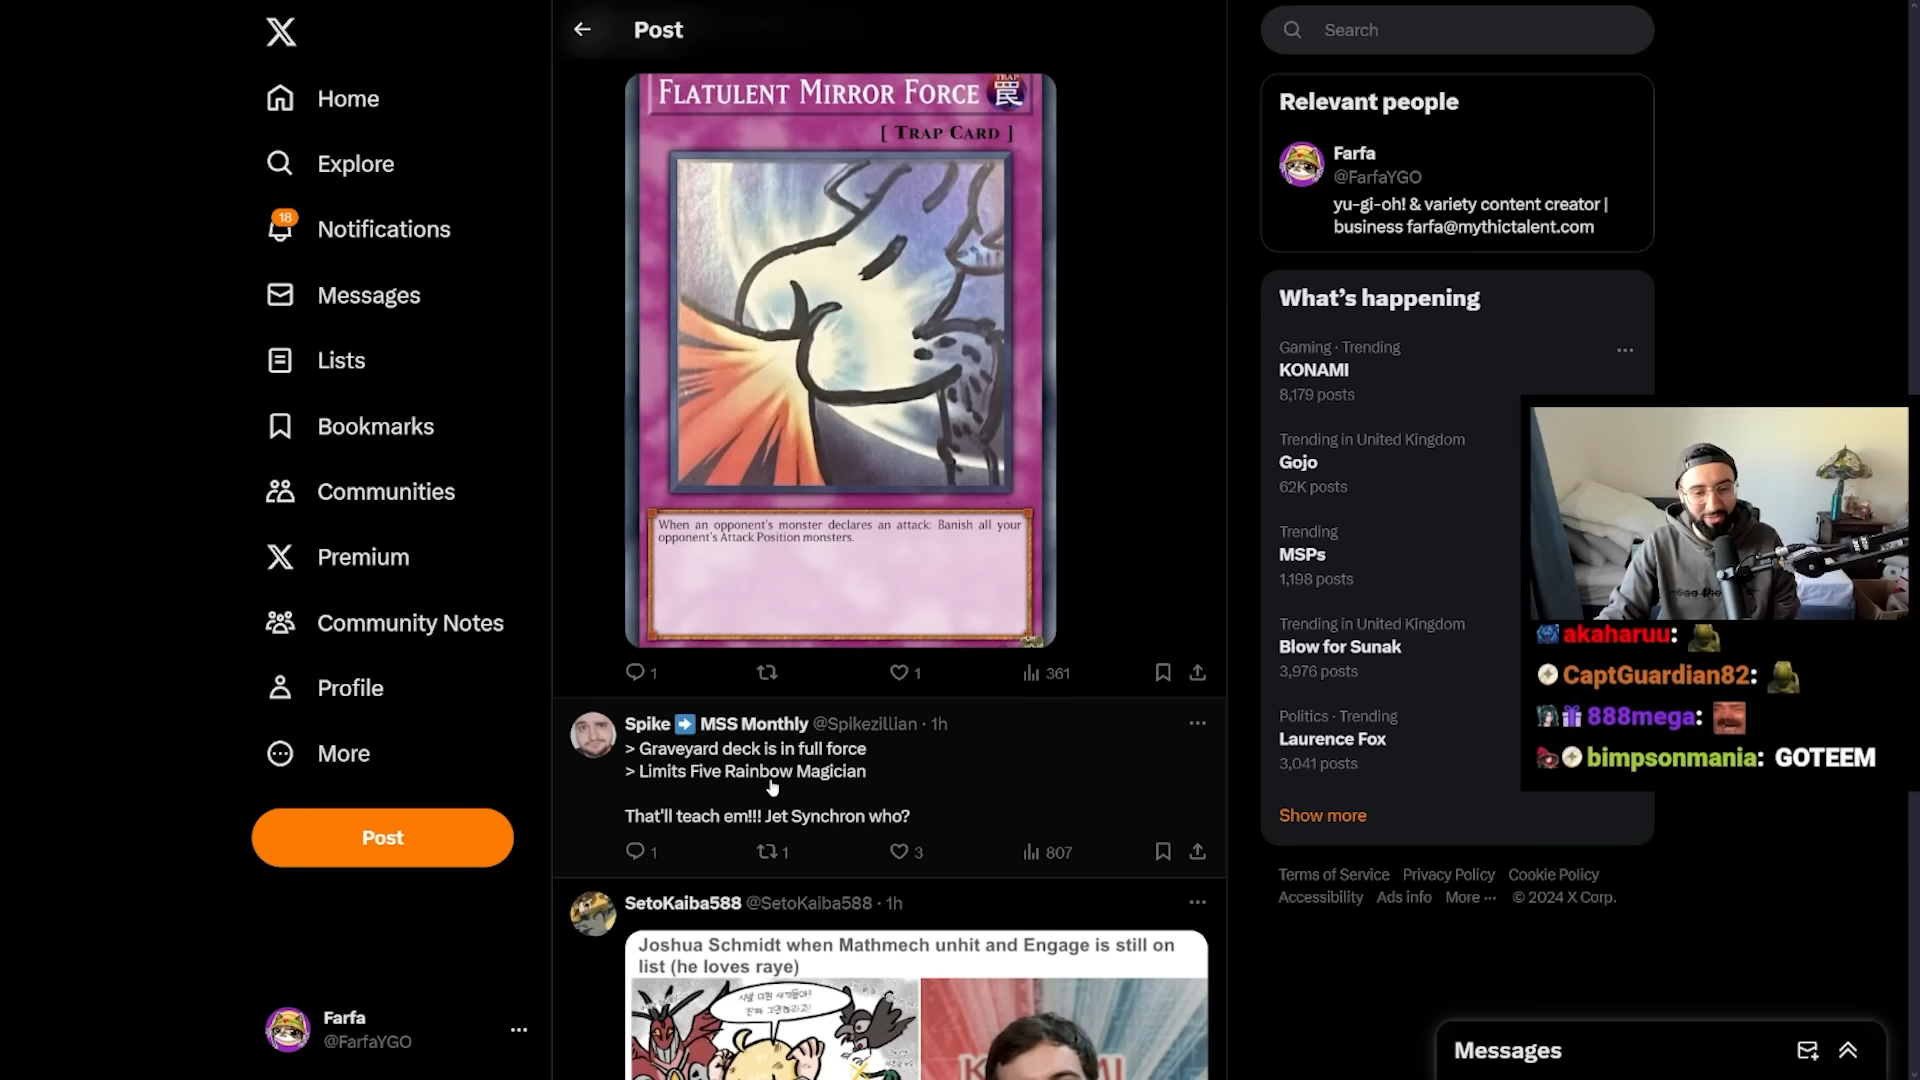 Home
Explore
18
Notifications
Messages
Lists
Bookmarks
Communities
Premium
Community Notes
Profile
More
Post
Farfa
@FarfaYGO
Post
FLATULENT MIRROR FORCE
TRAP
罠
[ TRAP CARD ]
When an opponent's monster declares an attack: Banish all your
opponent's Attack Position monsters.
1
1
361
Spike ➡ MSS Monthly @Spikezillian · 1h
> Graveyard deck is in full force
> Limits Five Rainbow Magician
That'll teach em!!! Jet Synchron who?
1
1
3
807
SetoKaiba588 @SetoKaiba588 · 1h
Joshua Schmidt when Mathmech unhit and Engage is still on
list (he loves raye)
Search
Relevant people
Farfa
@FarfaYGO
yu-gi-oh! & variety content creator |
business farfa@mythictalent.com
What's happening
Gaming · Trending
KONAMI
8,179 posts
Trending in United Kingdom
Gojo
62K posts
Trending
MSPs
1,198 posts
Trending in United Kingdom
Blow for Sunak
3,976 posts
Politics · Trending
Laurence Fox
3,041 posts
Show more
akaharuu:
CaptGuardian82:
888mega:
bimpsonmania: GOTEEM
Terms of Service Privacy Policy Cookie Policy
Accessibility Ads info More ··· © 2024 X Corp.
Messages